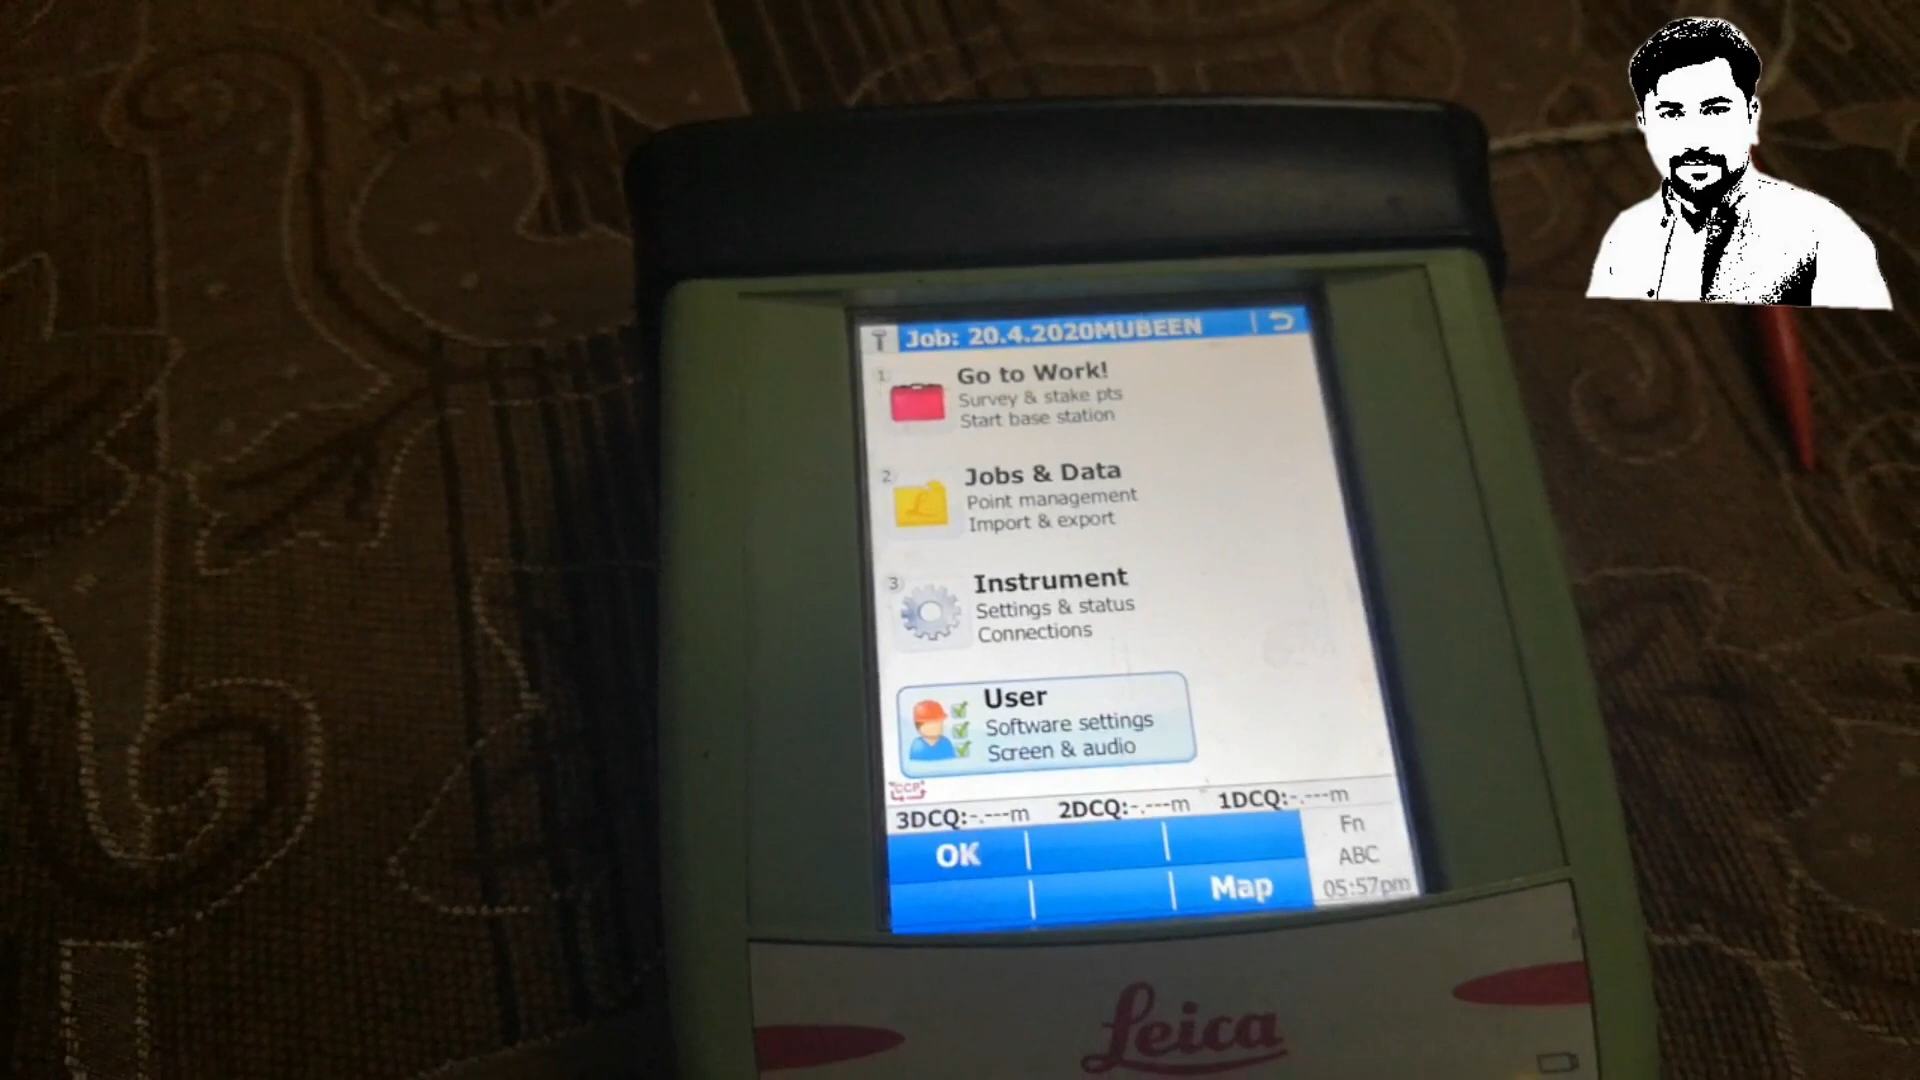 Job: 20.4.2020MUBEEN
1 Go to Work!
Survey & stake pts
Start base station
2 Jobs & Data
Point management
Import & export
3 Instrument
Settings & status
Connections
User
Software settings
Screen & audio
CCP
3DCQ:-.---m 2DCQ:-.---m 1DCQ:-.---m
OK
Fn
ABC
Map
05:57pm
Leica